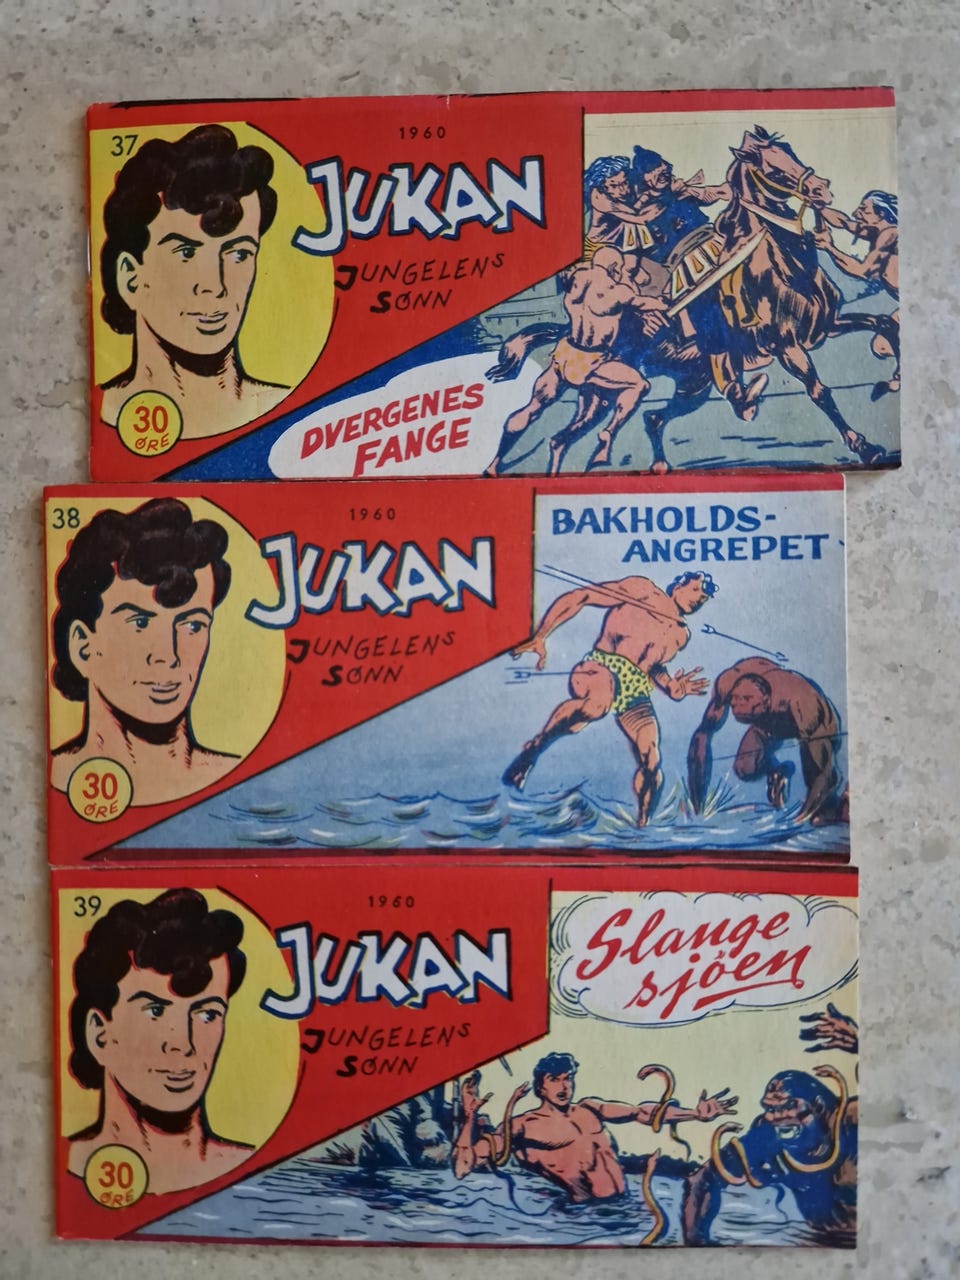 37
1960
JUKAN
JUNGELENS
SØNN
30
ØRE
DVERGENES
FANGE
38
1960
JUKAN
JUNGELENS
SØNN
30
ØRE
BAKHOLDS-
ANGREPET
39
1960
JUKAN
JUNGELENS
SØNN
30
ØRE
Slange
sjöen